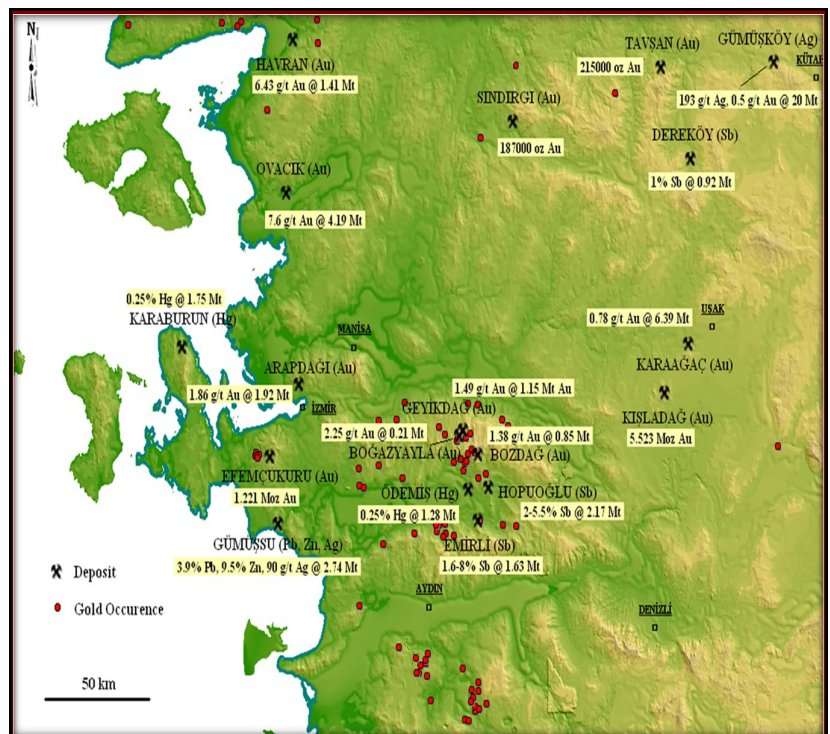 N
HAVRAN (Au)
6.43 g/t Au @ 1.41 Mt
TAVŞAN (Au)
215000 oz Au
GÜMÜŞKÖY (Ag)
KÜTAH
193 g/t Ag, 0.5 g/t Au @ 20 Mt
SINDIRGI (Au)
187000 oz Au
DEREKÖY (Sb)
1% Sb @ 0.92 Mt
OVACIK (Au)
7.6 g/t Au @ 4.19 Mt
0.25% Hg @ 1.75 Mt
KARABURUN (Hg)
MANİSA
UŞAK
0.78 g/t Au @ 6.39 Mt
KARAAĞAÇ (Au)
ARAPDAĞI (Au)
1.86 g/t Au @ 1.92 Mt
İZMİR
1.49 g/t Au @ 1.15 Mt Au
GEYİKDAG (Au)
KIŞLADAĞ (Au)
5.523 Moz Au
2.25 g/t Au @ 0.21 Mt
1.38 g/t Au @ 0.85 Mt
BOĞAZYAYLA (Au)
BOZDAĞ (Au)
EFEMÇUKURU (Au)
1.221 Moz Au
ÖDEMİŞ (Hg)
HOPUOĞLU (Sb)
0.25% Hg @ 1.28 Mt
2-5.5% Sb @ 2.17 Mt
GÜMÜŞSU (Pb, Zn, Ag)
3.9% Pb, 9.5% Zn, 90 g/t Ag @ 2.74 Mt
EMİRLİ (Sb)
1.6-8% Sb @ 1.63 Mt
AYDIN
DENİZLİ
Deposit
Gold Occurence
50 km